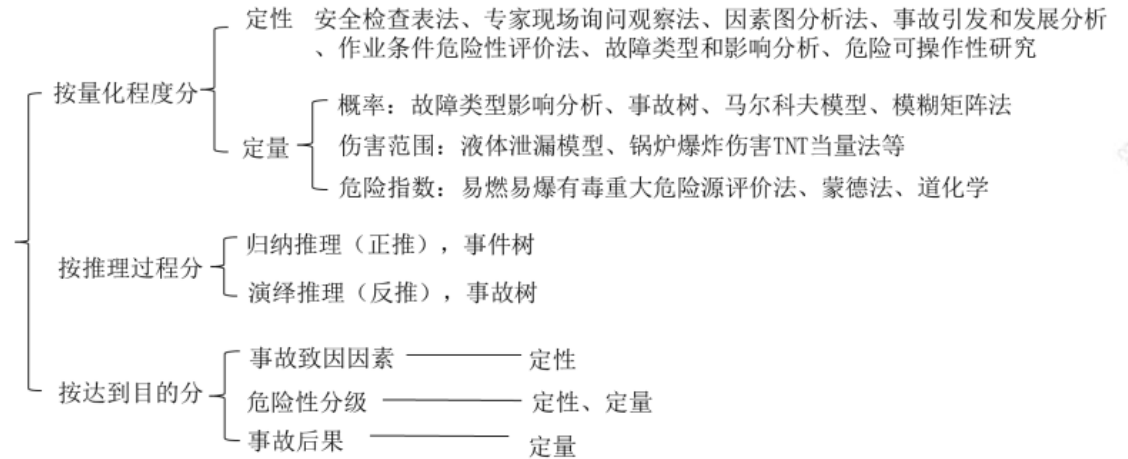 定性 安全检查表法、专家现场询问观察法、因素图分析法、事故引发和发展分析
、作业条件危险性评价法、故障类型和影响分析、危险可操作性研究
按量化程度分
概率：故障类型影响分析、事故树、马尔科夫模型、模糊矩阵法
定量
伤害范围：液体泄漏模型、锅炉爆炸伤害TNT当量法等
危险指数：易燃易爆有毒重大危险源评价法、蒙德法、道化学
按推理过程分
归纳推理（正推），事件树
演绎推理（反推），事故树
按达到目的分
事故致因因素 定性
危险性分级 定性、定量
事故后果 定量